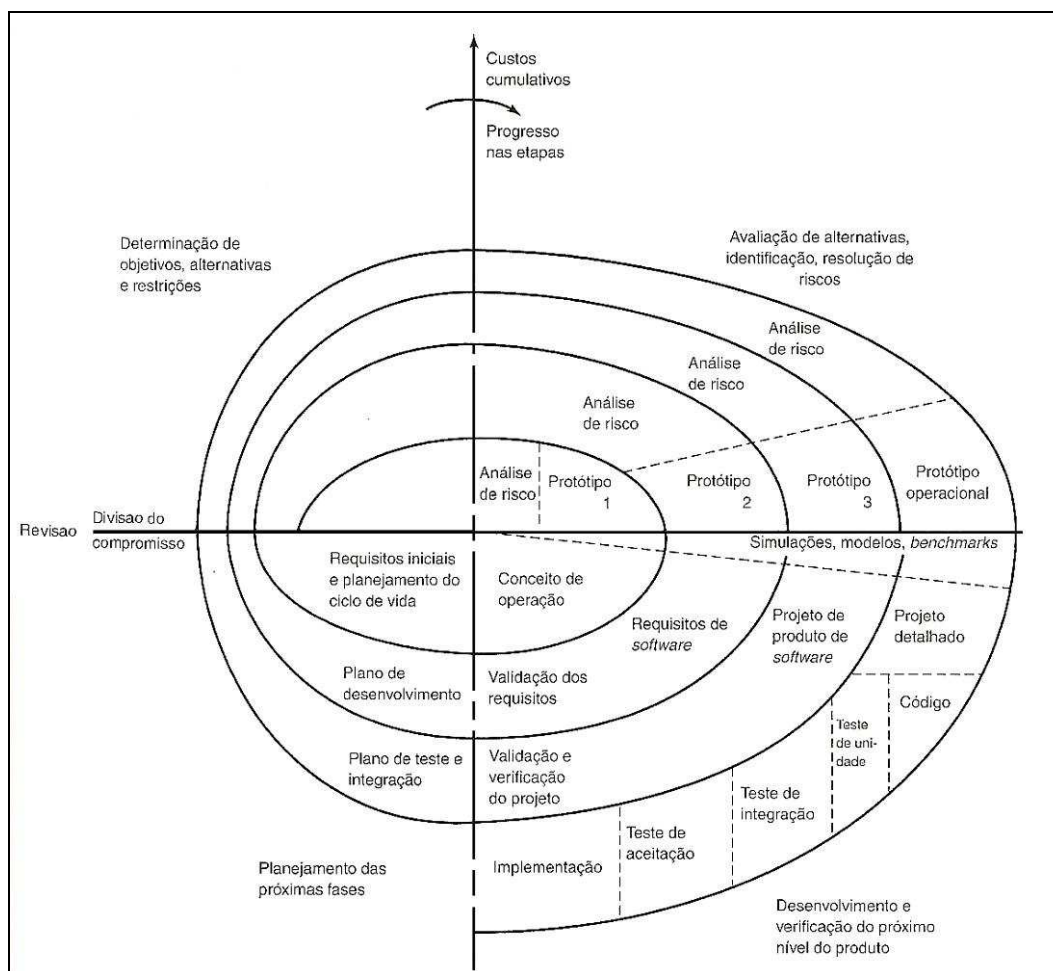 Custos
cumulativos
Progresso
nas etapas
Determinação de
objetivos, alternativas
e restrições
Avaliação de alternativas,
identificação, resolução de
riscos
Análise
de risco
Análise
de risco
Análise
de risco
Análise
de risco
Protótipo
1
Protótipo
2
Protótipo
3
Protótipo
operacional
Revisao
Divisao do
compromisso
Simulações, modelos, benchmarks
Requisitos iniciais
e planejamento do
ciclo de vida
Conceito de
operação
Requisitos de
software
Projeto de
produto de
software
Projeto
detalhado
Plano de
desenvolvimento
Validação dos
requisitos
Código
Teste
de uni-
dade
Plano de teste e
integração
Validação e
verificação
do projeto
Teste de
integração
Teste de
aceitação
Implementação
Planejamento das
próximas fases
Desenvolvimento e
verificação do próximo
nível do produto